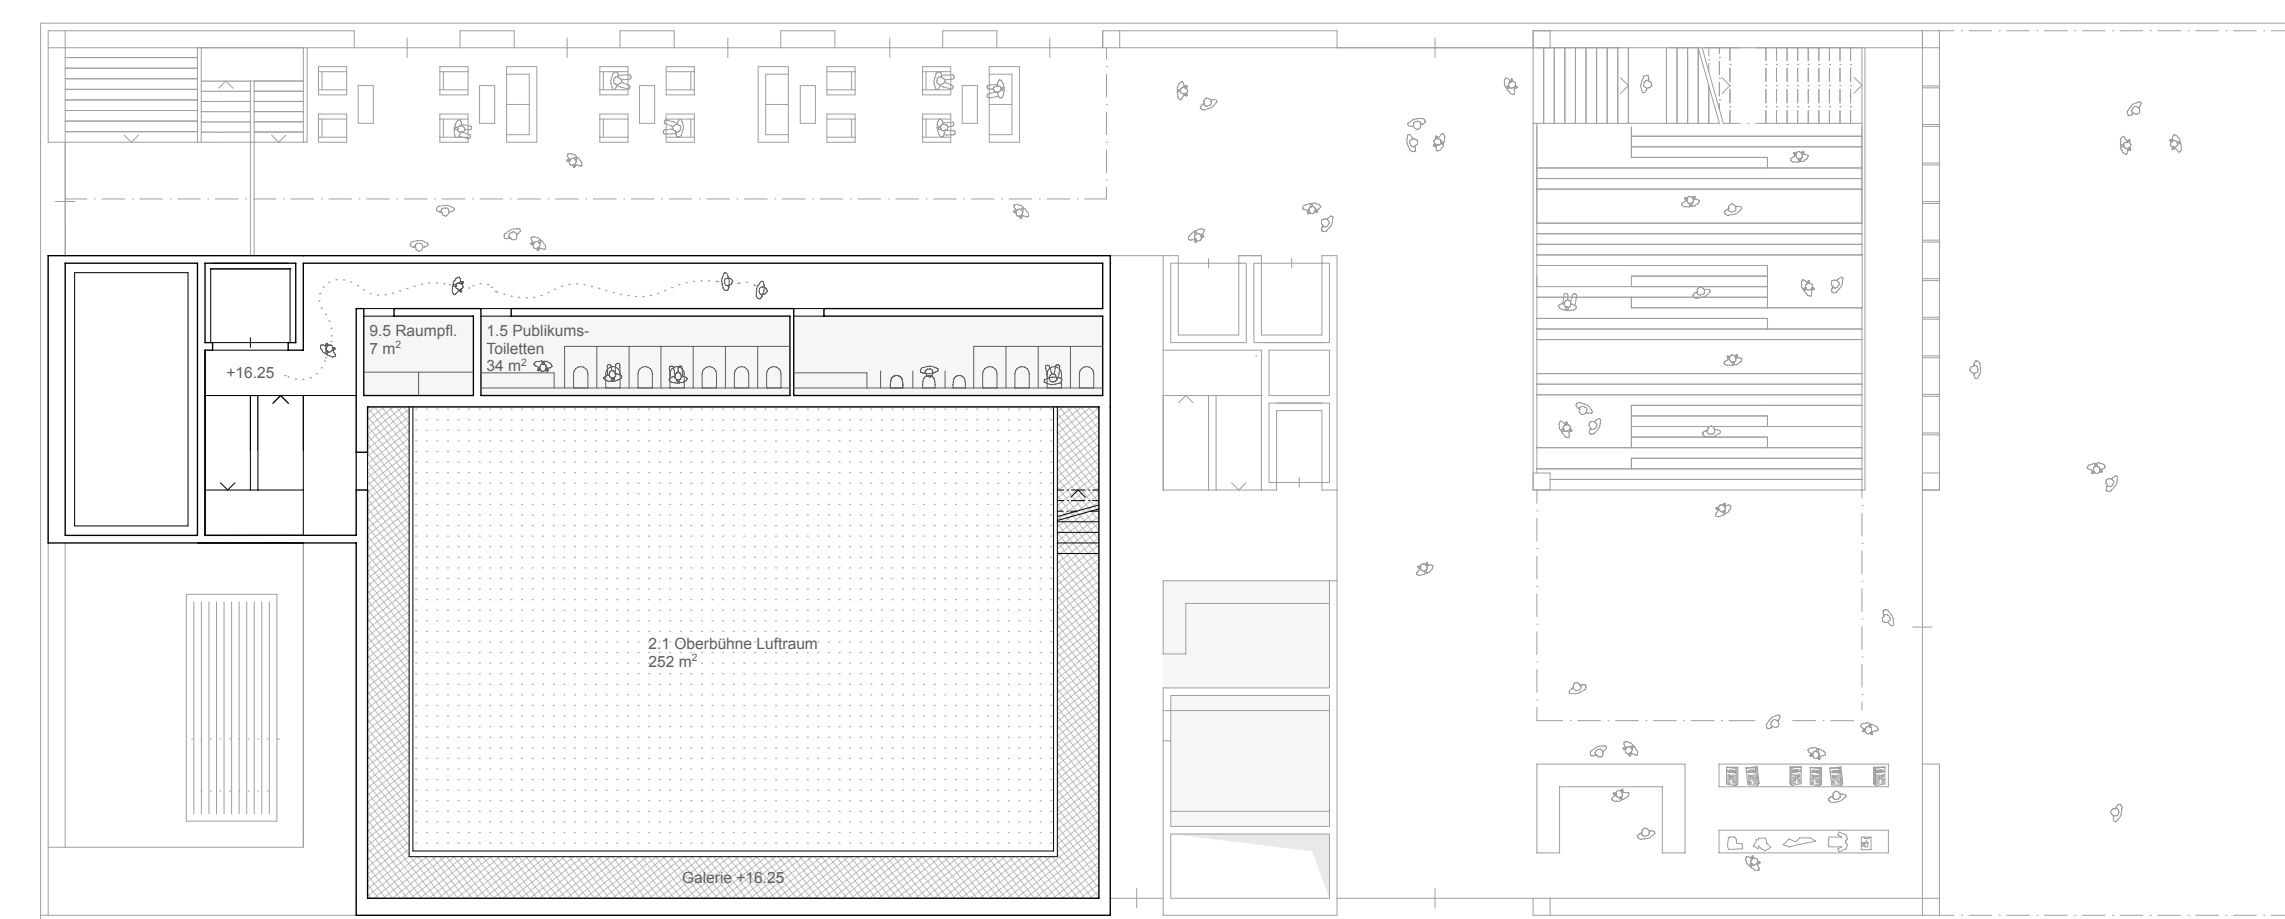 9.5 Raumpfl.
7 m²
1.5 Publikums-
Toiletten
34 m²
+16.25
2.1 Oberbühne Luftraum
252 m²
Galerie +16.25